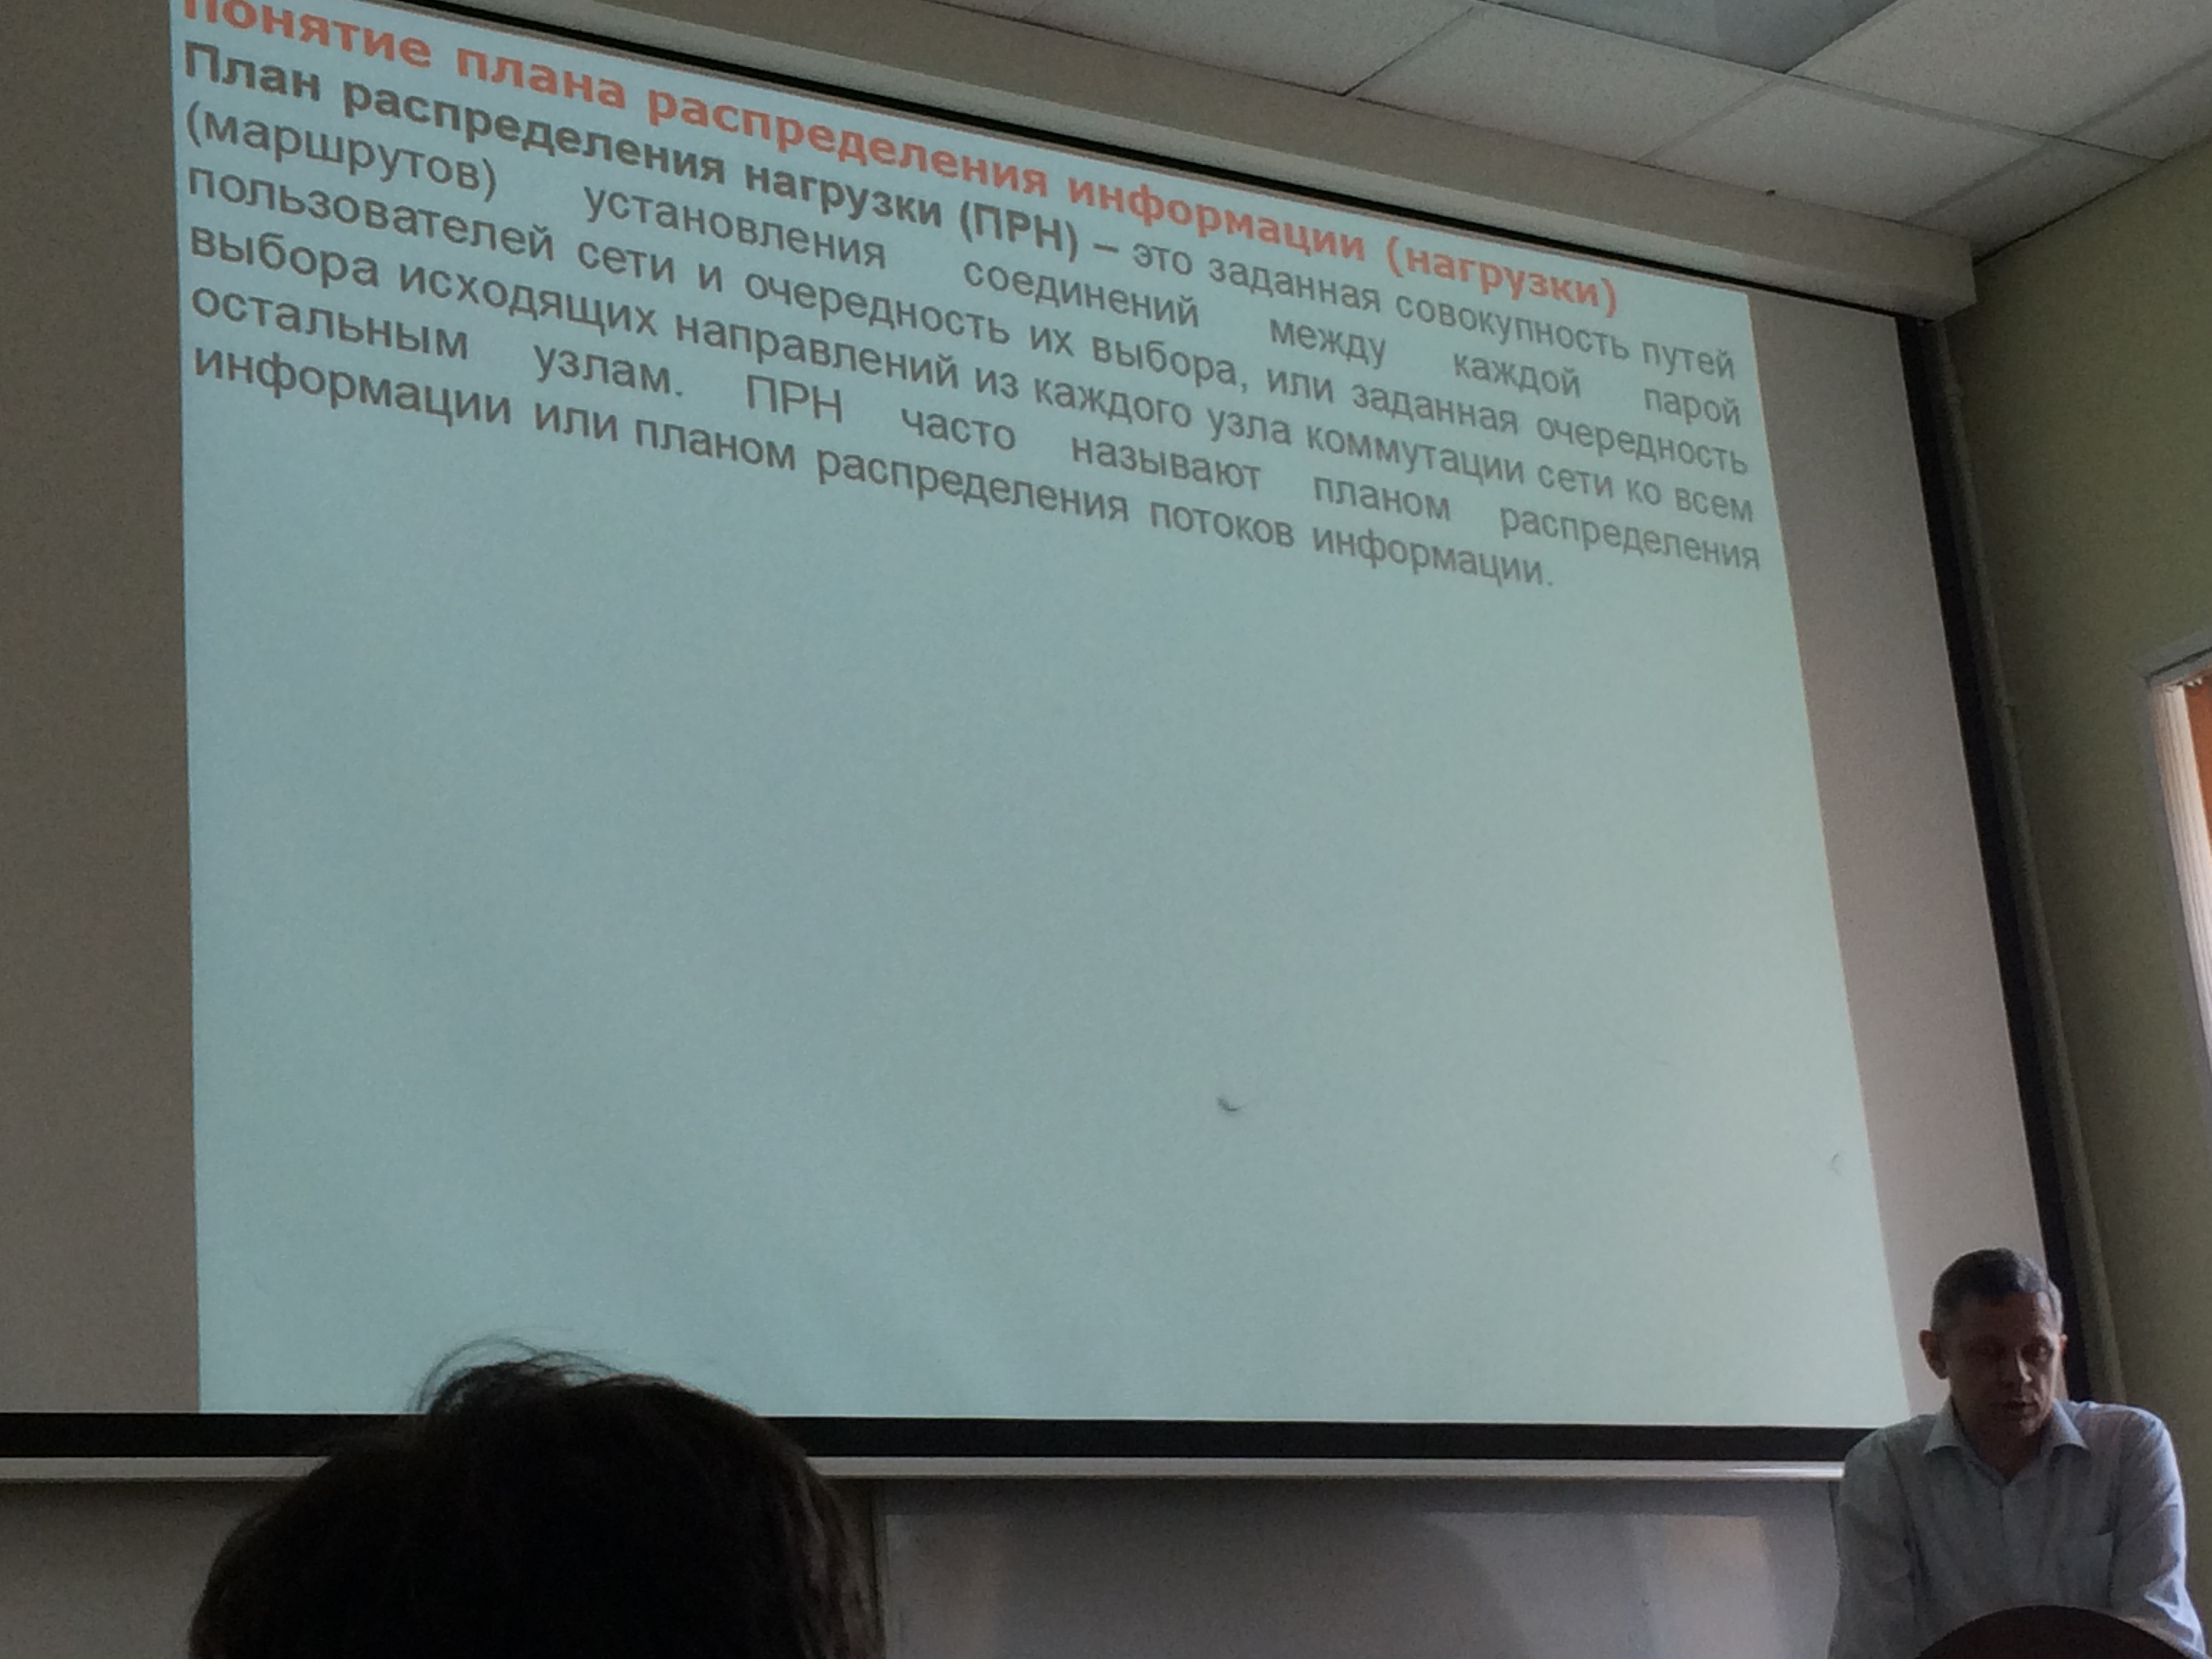 Понятие плана распределения информации (нагрузки)
План распределения нагрузки (ПРН) – это заданная совокупность путей
(маршрутов) установления соединений между каждой парой
пользователей сети и очередность их выбора, или заданная очередность
выбора исходящих направлений из каждого узла коммутации сети ко всем
остальным узлам. ПРН часто называют планом распределения
информации или планом распределения потоков информации.